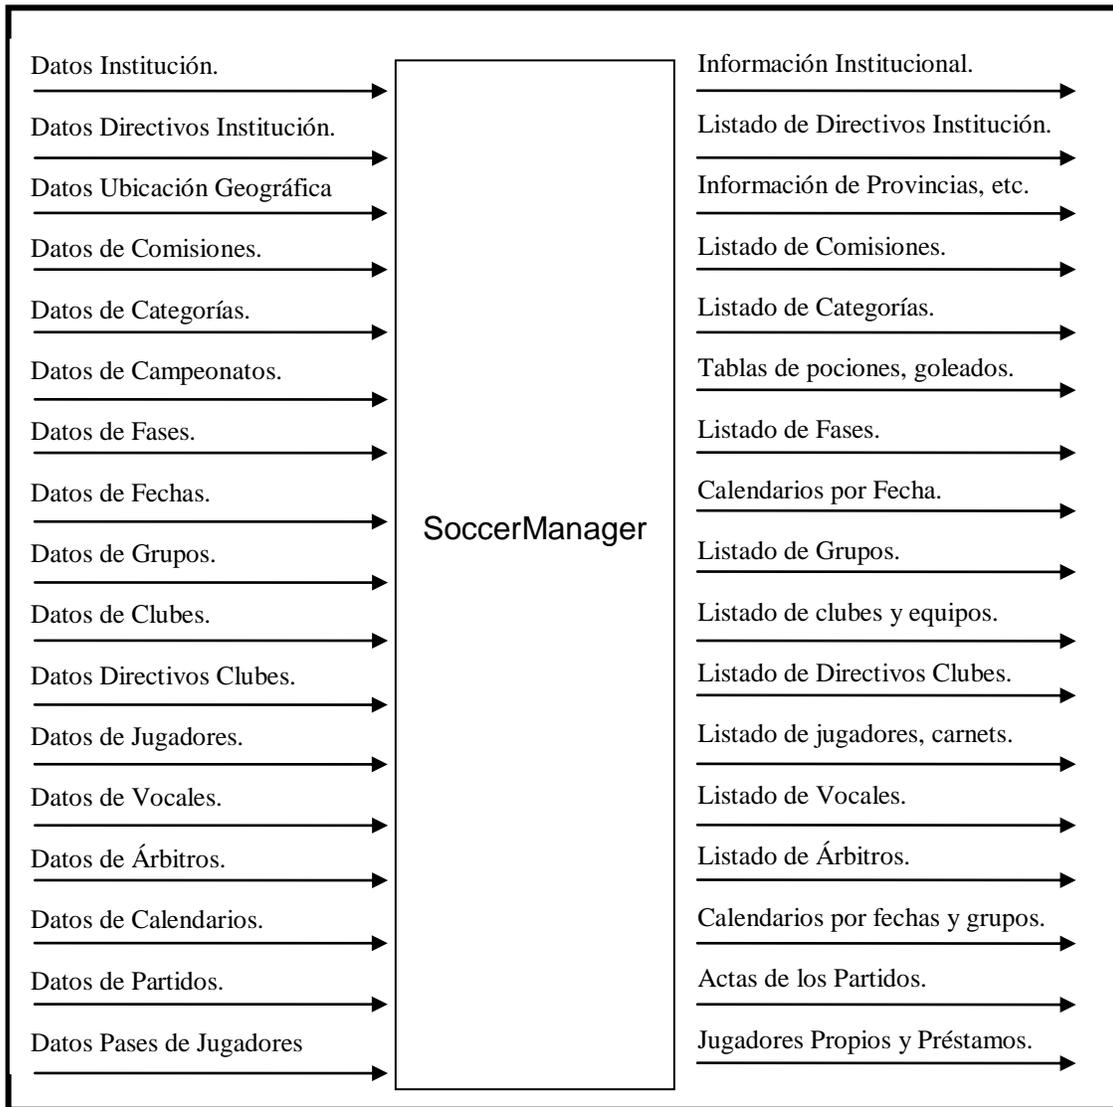 Datos Institución.
Datos Directivos Institución.
Datos Ubicación Geográfica
Datos de Comisiones.
Datos de Categorías.
Datos de Campeonatos.
Datos de Fases.
Datos de Fechas.
Datos de Grupos.
Datos de Clubes.
Datos Directivos Clubes.
Datos de Jugadores.
Datos de Vocales.
Datos de Árbitros.
Datos de Calendarios.
Datos de Partidos.
Datos Pases de Jugadores
SoccerManager
Información Institucional.
Listado de Directivos Institución.
Información de Provincias, etc.
Listado de Comisiones.
Listado de Categorías.
Tablas de pociones, goleados.
Listado de Fases.
Calendarios por Fecha.
Listado de Grupos.
Listado de clubes y equipos.
Listado de Directivos Clubes.
Listado de jugadores, carnets.
Listado de Vocales.
Listado de Árbitros.
Calendarios por fechas y grupos.
Actas de los Partidos.
Jugadores Propios y Préstamos.